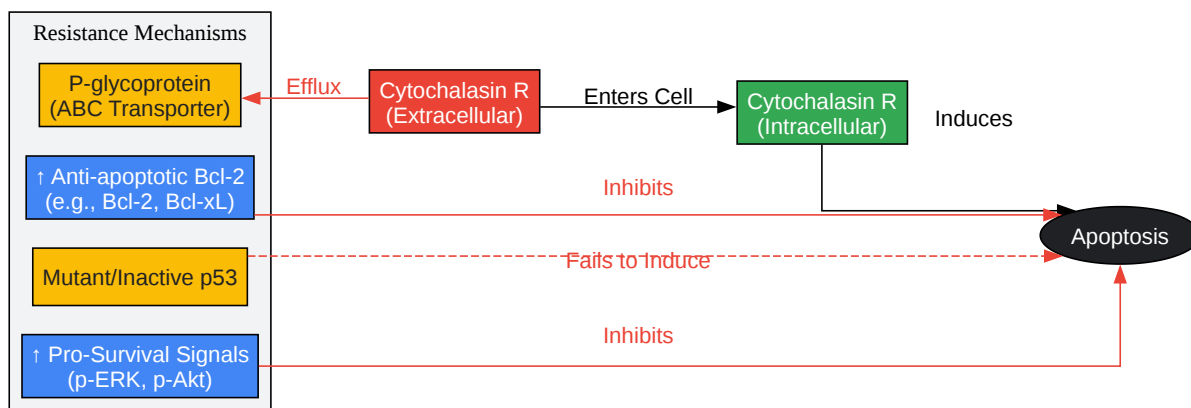 Resistance Mechanisms
P-glycoprotein
(ABC Transporter)
Efflux
Cytochalasin R
(Extracellular)
Enters Cell
Cytochalasin R
(Intracellular)
Induces
↑ Anti-apoptotic Bcl-2
(e.g., Bcl-2, Bcl-xL)
Inhibits
Apoptosis
Mutant/Inactive p53
Fails to Induce
↑ Pro-Survival Signals
(p-ERK, p-Akt)
Inhibits